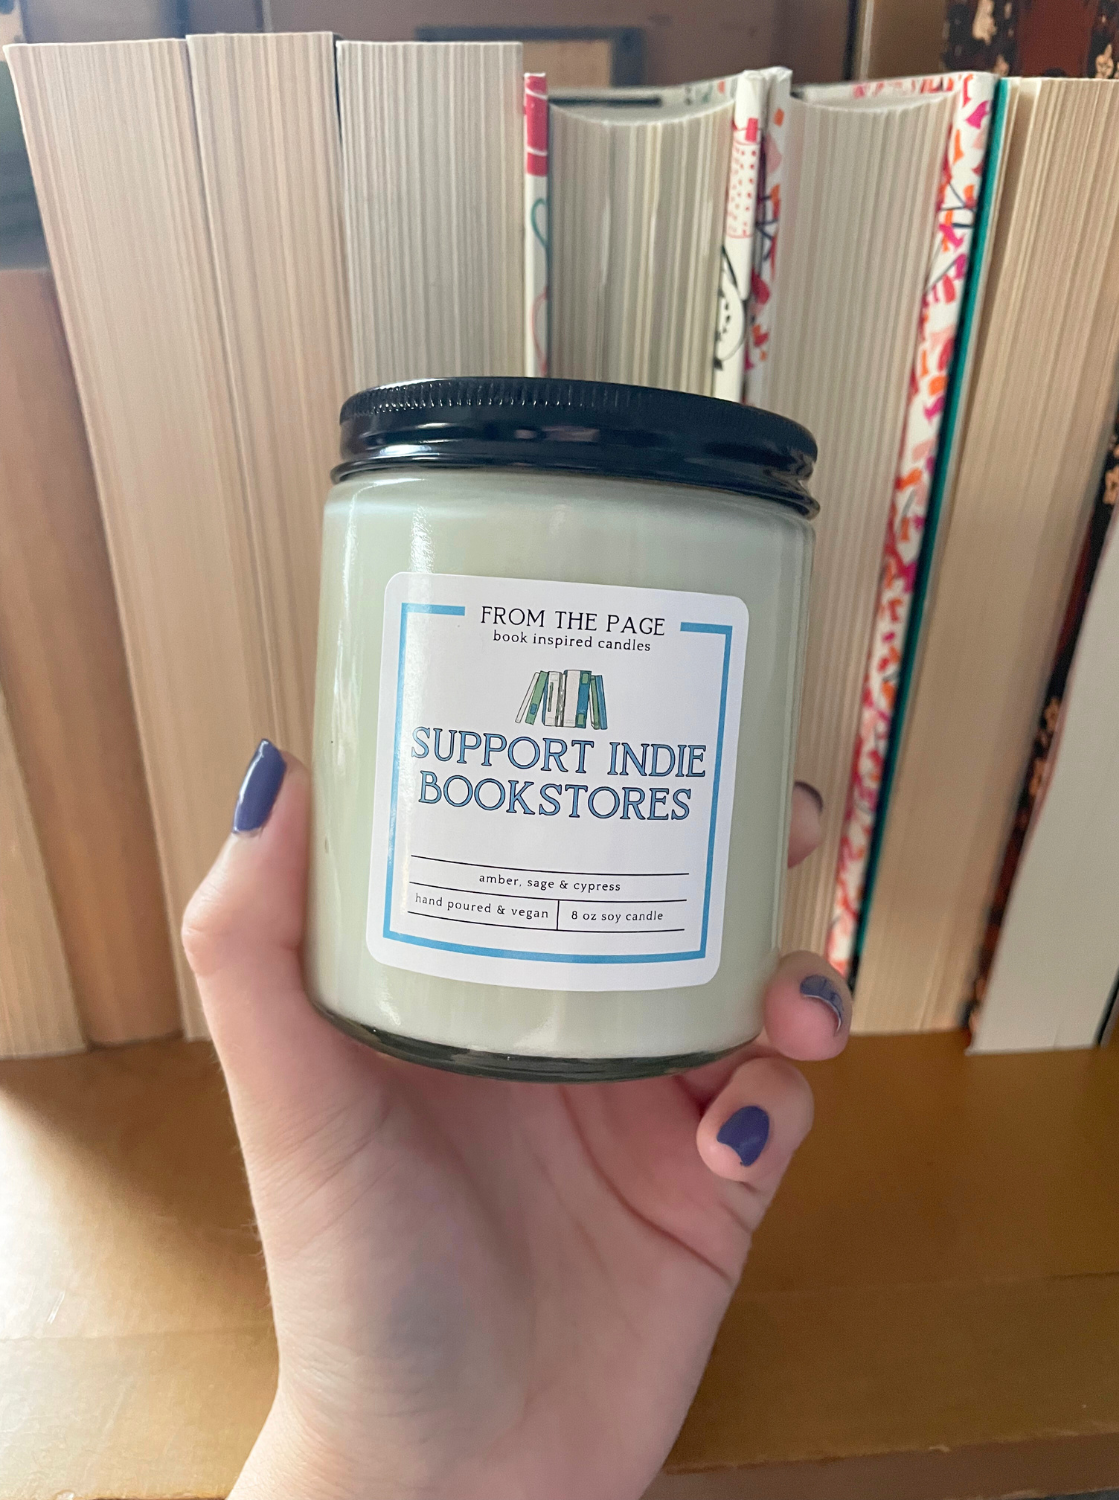 FROM THE PAGE
book inspired candles
SUPPORT INDIE
BOOKSTORES
amber, sage & cypress
hand poured & vegan
8 oz soy candle